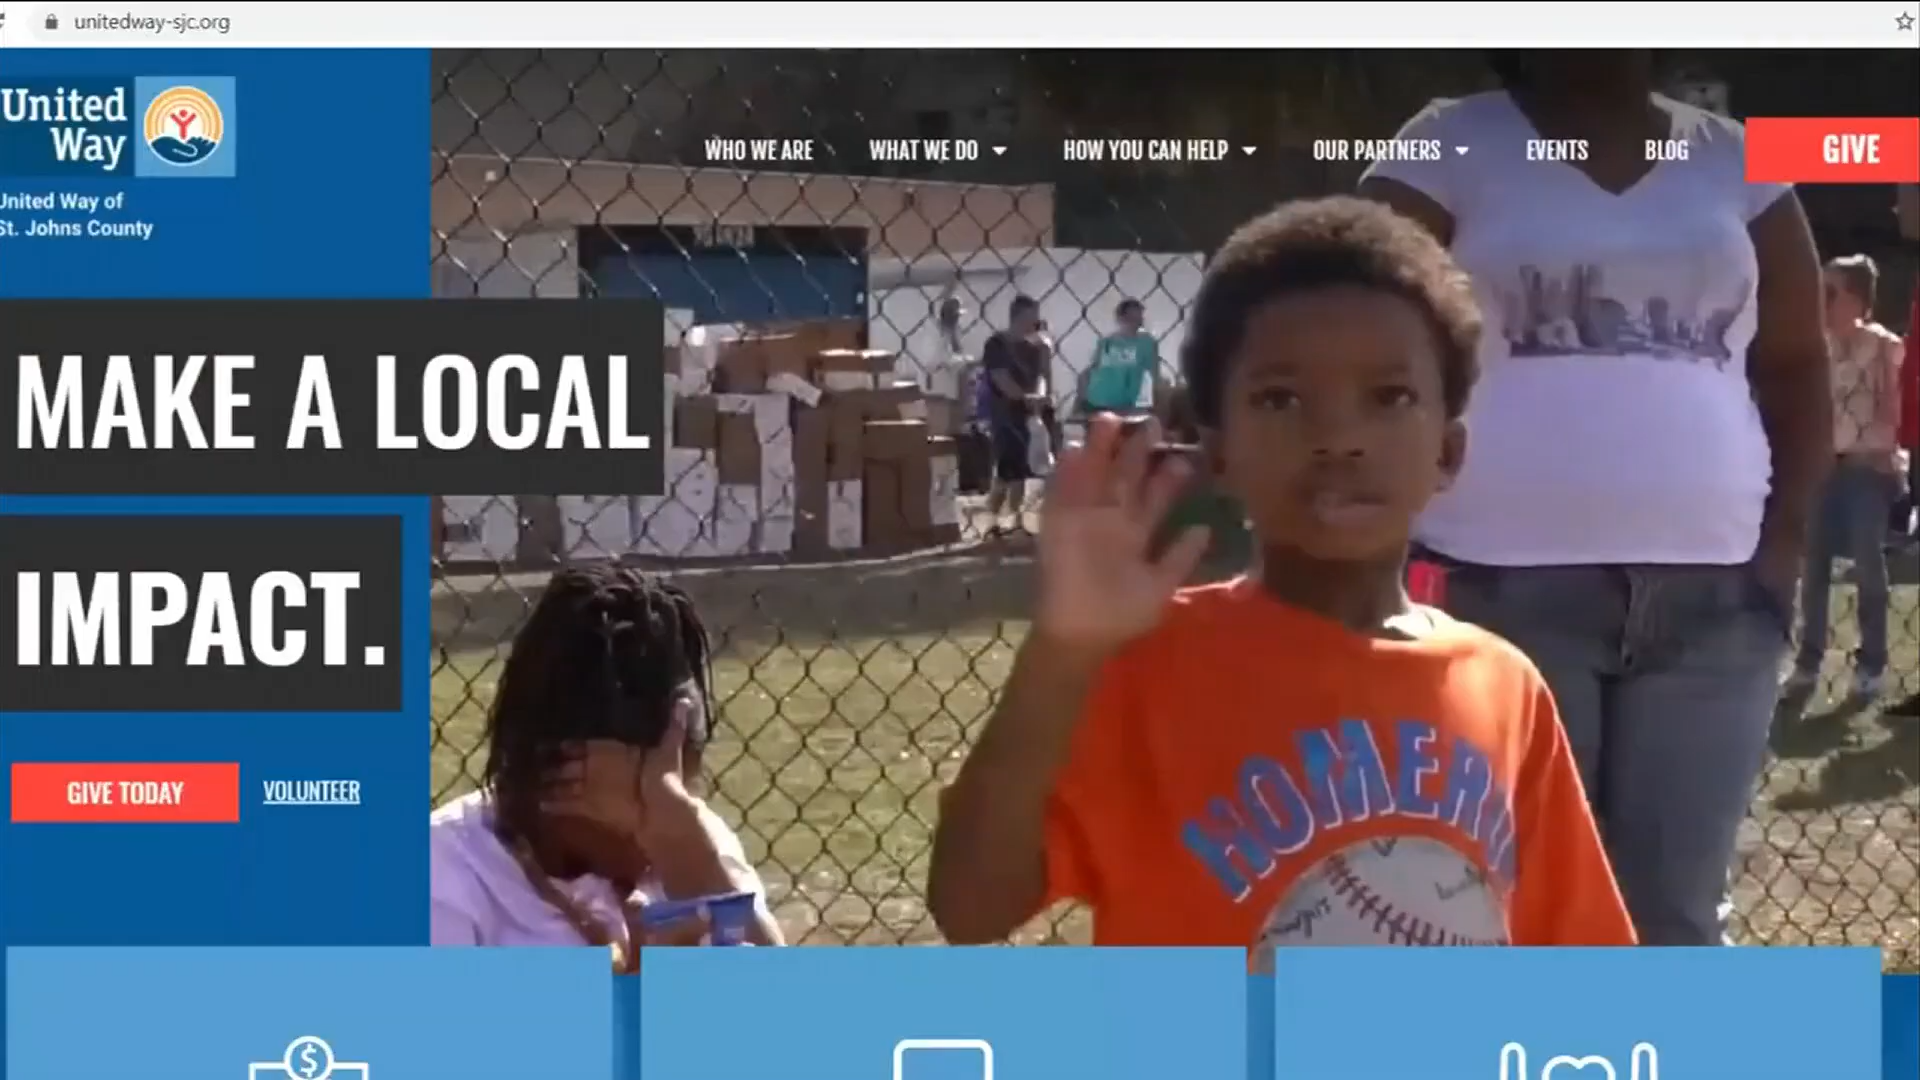 unitedway-sjc.org
United
Way
United Way of
St. Johns County
WHO WE ARE
WHAT WE DO
HOW YOU CAN HELP
OUR PARTNERS
EVENTS
BLOG
GIVE
MAKE A LOCAL
IMPACT.
GIVE TODAY
VOLUNTEER
HOMERU
$